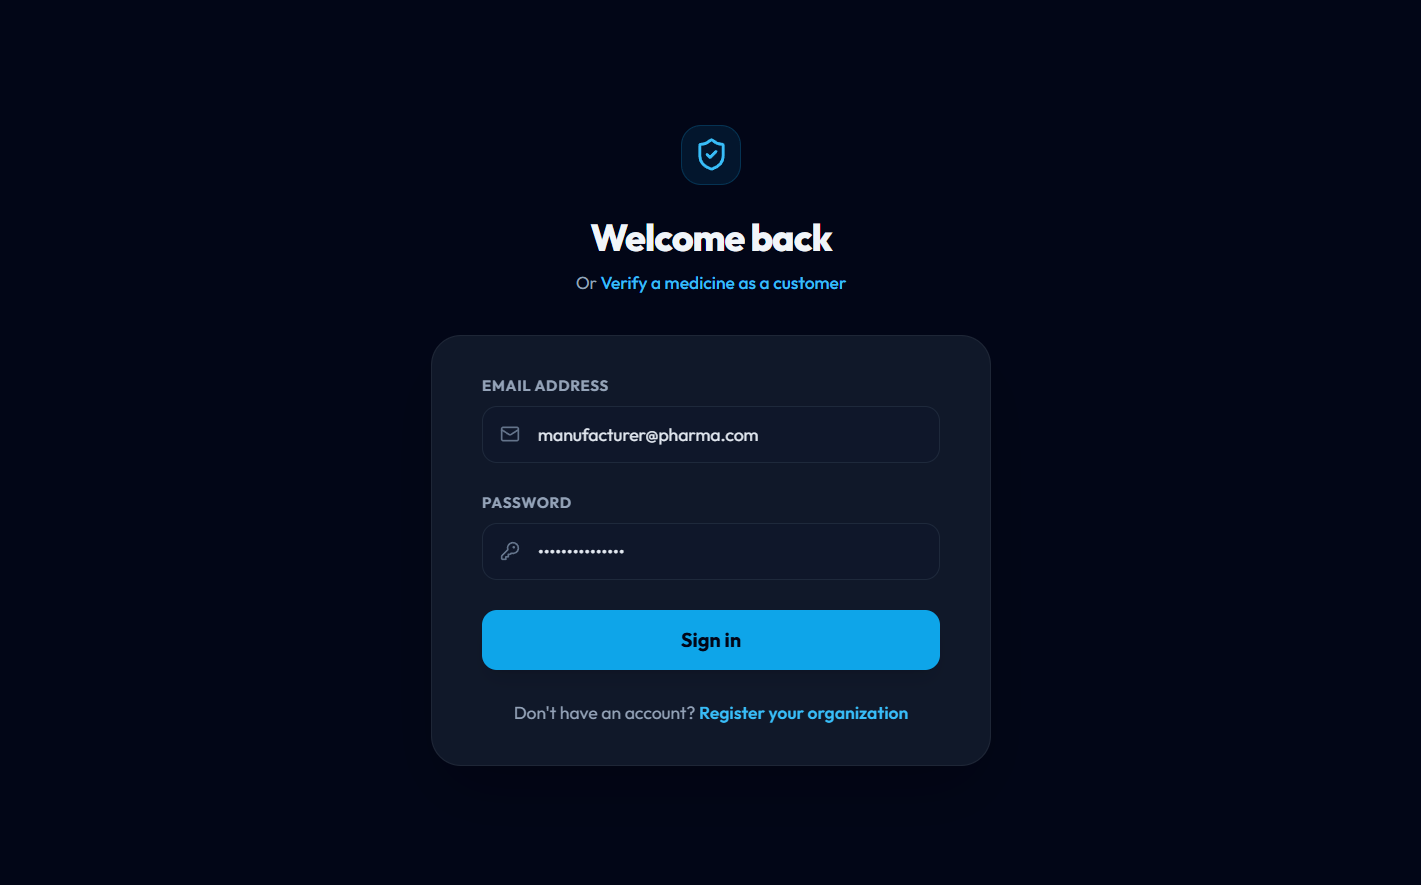 Welcome back
Or Verify a medicine as a customer
EMAIL ADDRESS
manufacturer@pharma.com
PASSWORD
•••••••••••••••
Sign in
Don't have an account? Register your organization